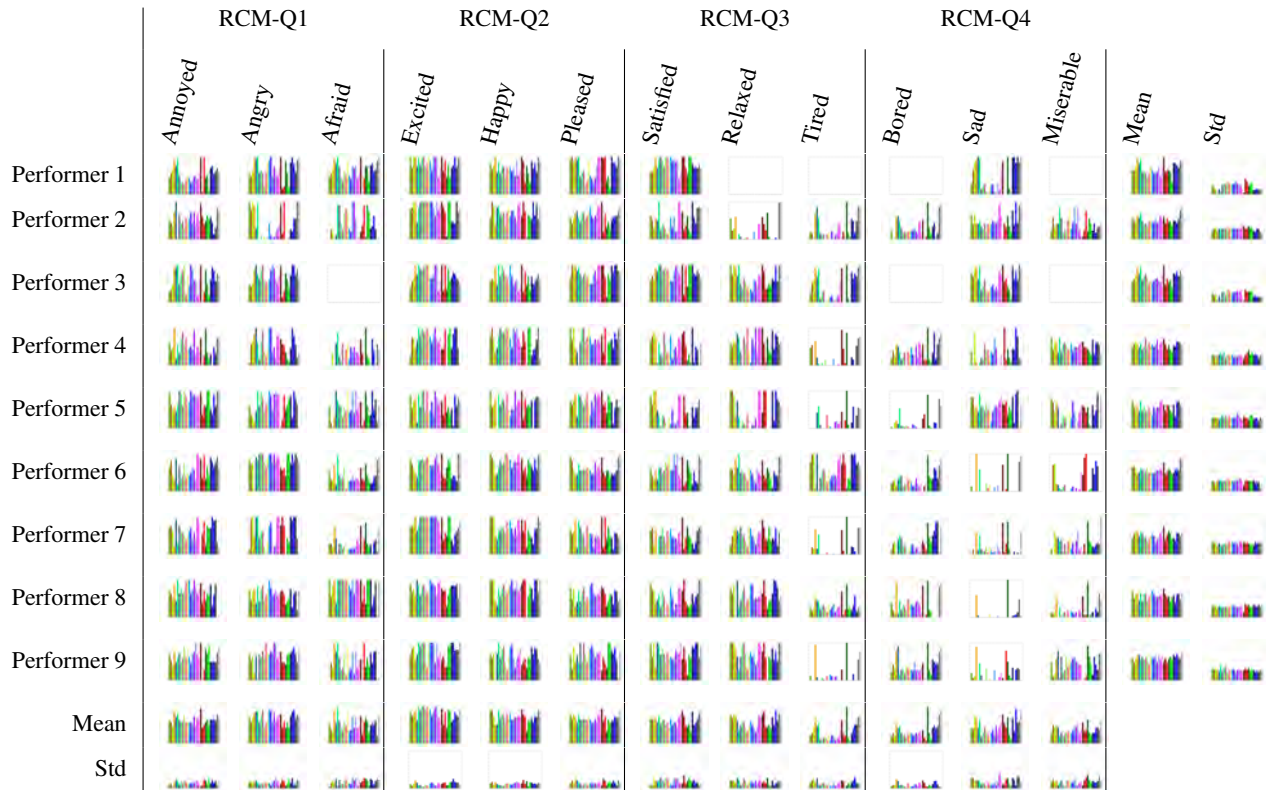 RCM-Q1 RCM-Q2 RCM-Q3 RCM-Q4
Annoyed Angry Afraid Excited Happy Pleased Satisfied Relaxed Tired Bored Sad Miserable Mean Std
Performer 1
Performer 2
Performer 3
Performer 4
Performer 5
Performer 6
Performer 7
Performer 8
Performer 9
Mean
Std